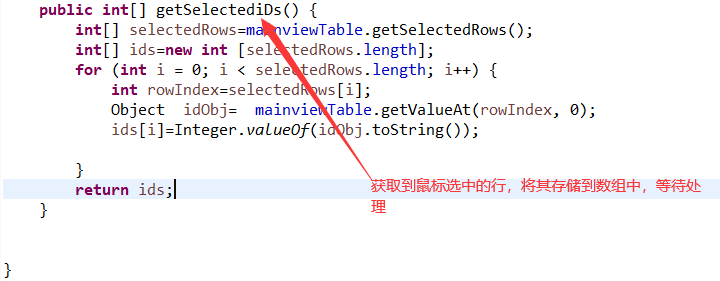 public int[] getSelectediDs() {
int[] selectedRows=mainviewTable.getSelectedRows();
int[] ids=new int [selectedRows.length];
for (int i = 0; i < selectedRows.length; i++) {
int rowIndex=selectedRows[i];
Object  idObj=  mainviewTable.getValueAt(rowIndex, 0);
ids[i]=Integer.valueOf(idObj.toString());
}
return ids;
获取到鼠标选中的行，将其存储到数组中，等待处
理
}
}